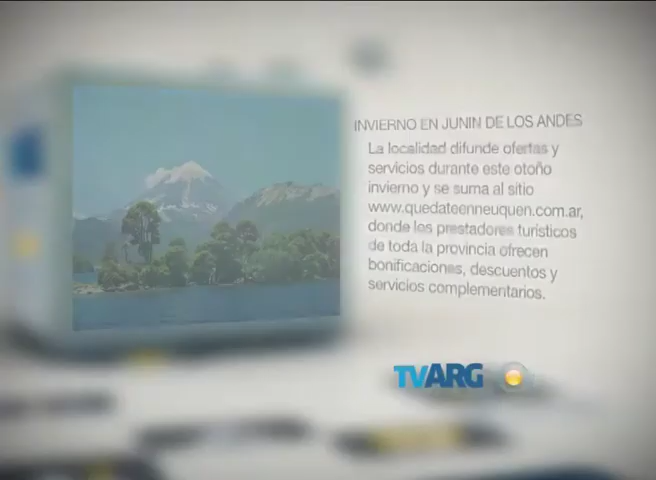 INVIERNO EN JUNIN DE LOS ANDES
La localidad difunde ofertas y
servicios durante este otoño
invierno y se suma al sitio
www.quedateenneuquen.com.ar,
donde los prestadores turísticos
de toda la provincia ofrecen
bonificaciones, descuentos y
servicios complementarios.
TVARG